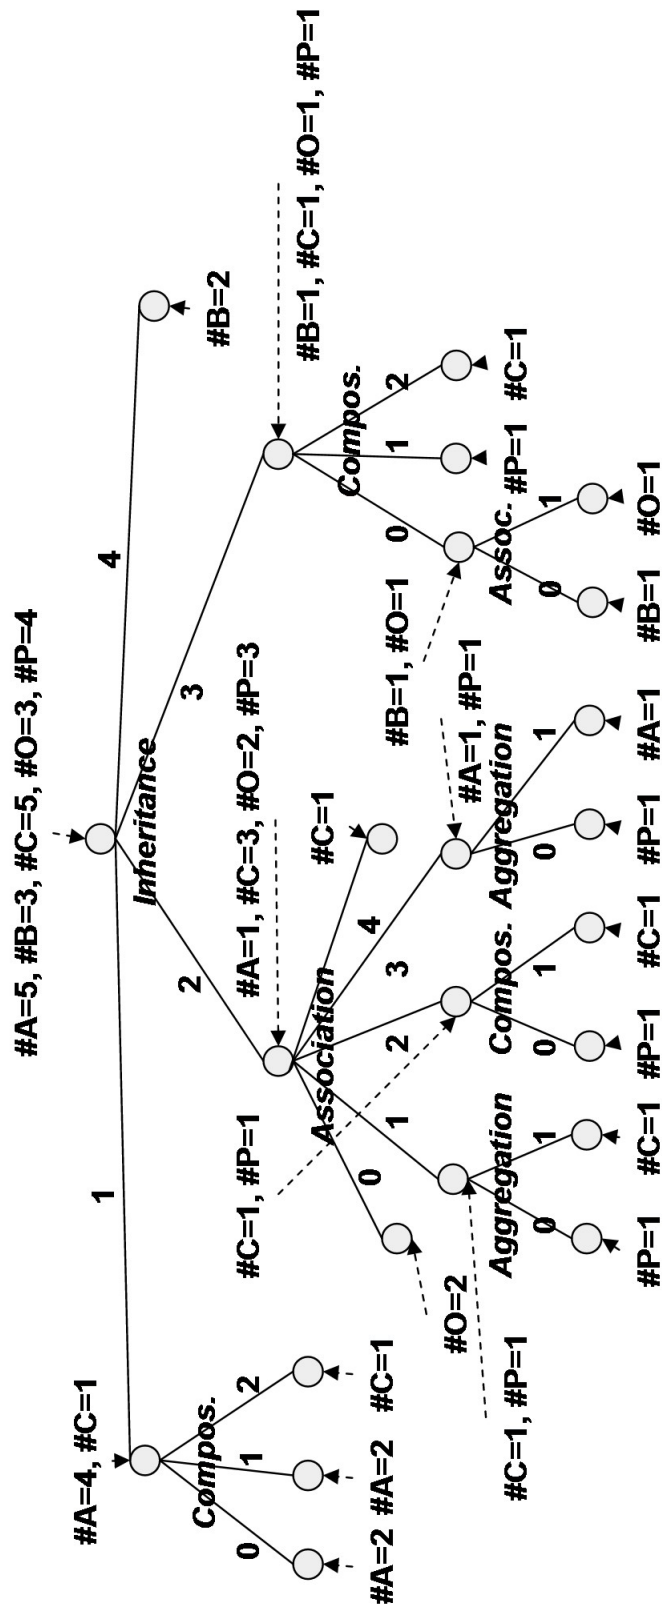 #A=5, #B=3, #C=5, #O=3, #P=4
Inheritance
1
2
3
4
#A=4, #C=1
Compos.
0
1
2
#A=2
#A=2
#C=1
#A=1, #C=3, #O=2, #P=3
Association
0
1
2
3
4
#O=2
#C=1, #P=1
#C=1, #P=1
#A=1, #P=1
#C=1
Aggregation
0
1
#P=1
#C=1
Compos.
0
1
#P=1
#C=1
Aggregation
0
1
#P=1
#A=1
#B=1, #C=1, #O=1, #P=1
Compos.
0
1
2
#B=1, #O=1
#P=1
#C=1
Assoc.
0
1
#B=1
#O=1
#B=2